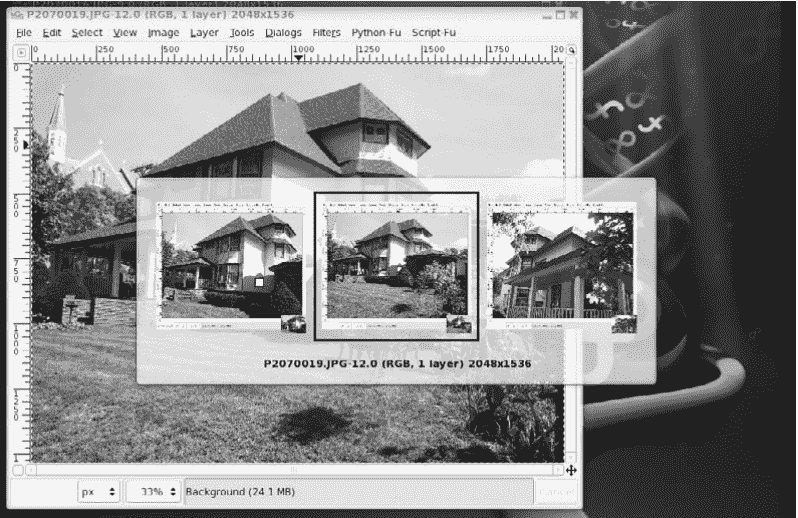 P2070019.JPG-12.0 (RGB, 1 layer) 2048x1536
File Edit Select View Image Layer Tools Dialogs Filters Python-Fu Script-Fu
0 250 500 750 1000 1250 1500 1750
P2070019.JPG-12.0 (RGB, 1 layer) 2048x1536
px 33% Background (24.1 MB)
Cancel